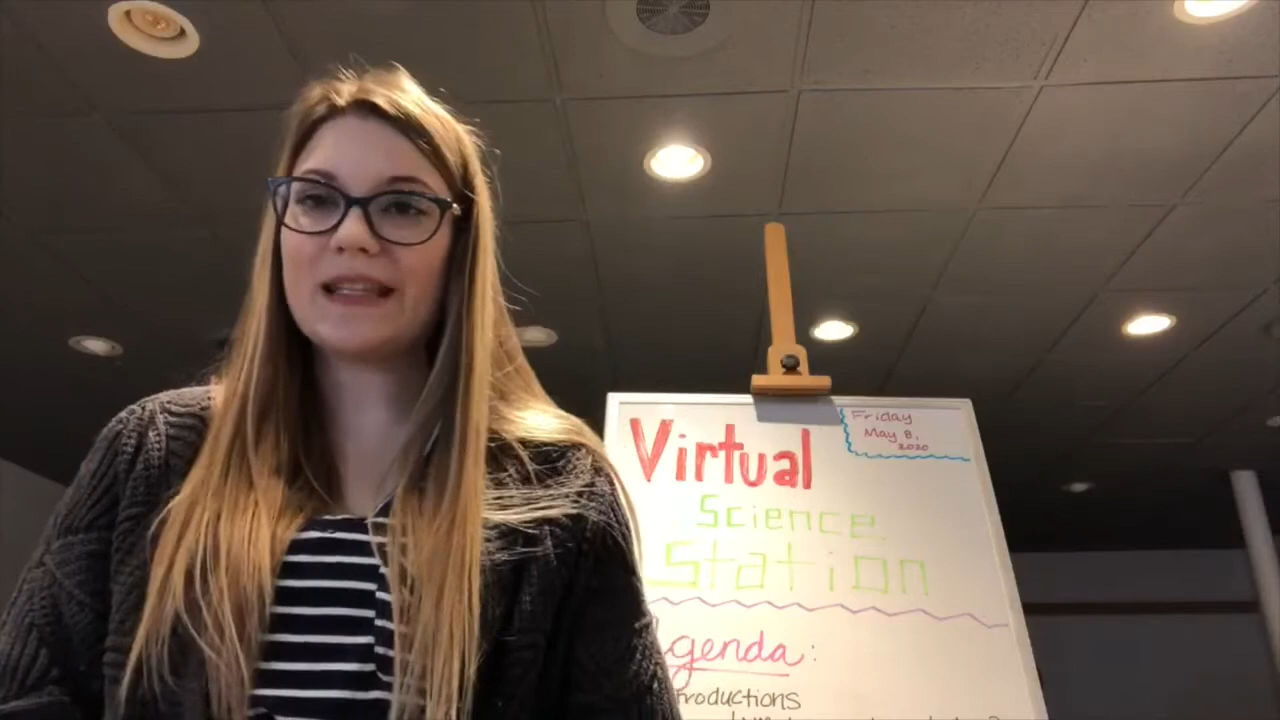 Virtual
Friday
May 8,
2020
Science
Station
genda:
troductions